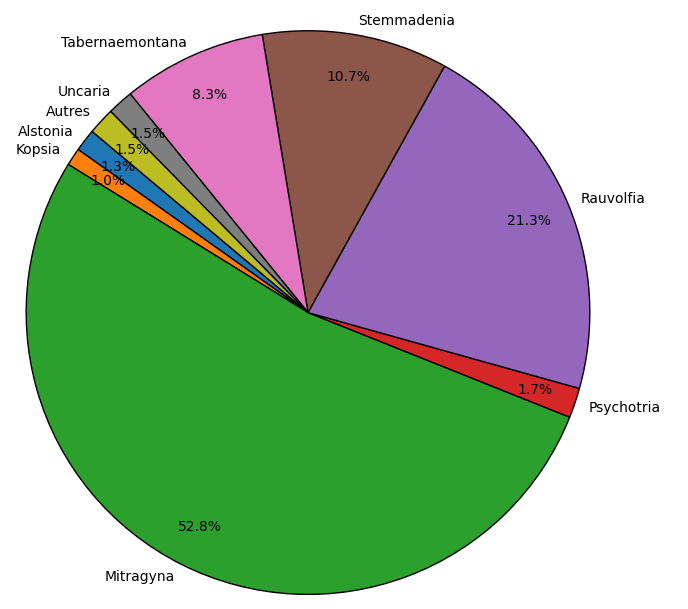 Stemmadenia
10.7%
Tabernaemontana
8.3%
Uncaria
1.5%
Autres
1.5%
Alstonia
1.3%
Kopsia
1.0%
Rauvolfia
21.3%
Psychotria
1.7%
Mitragyna
52.8%